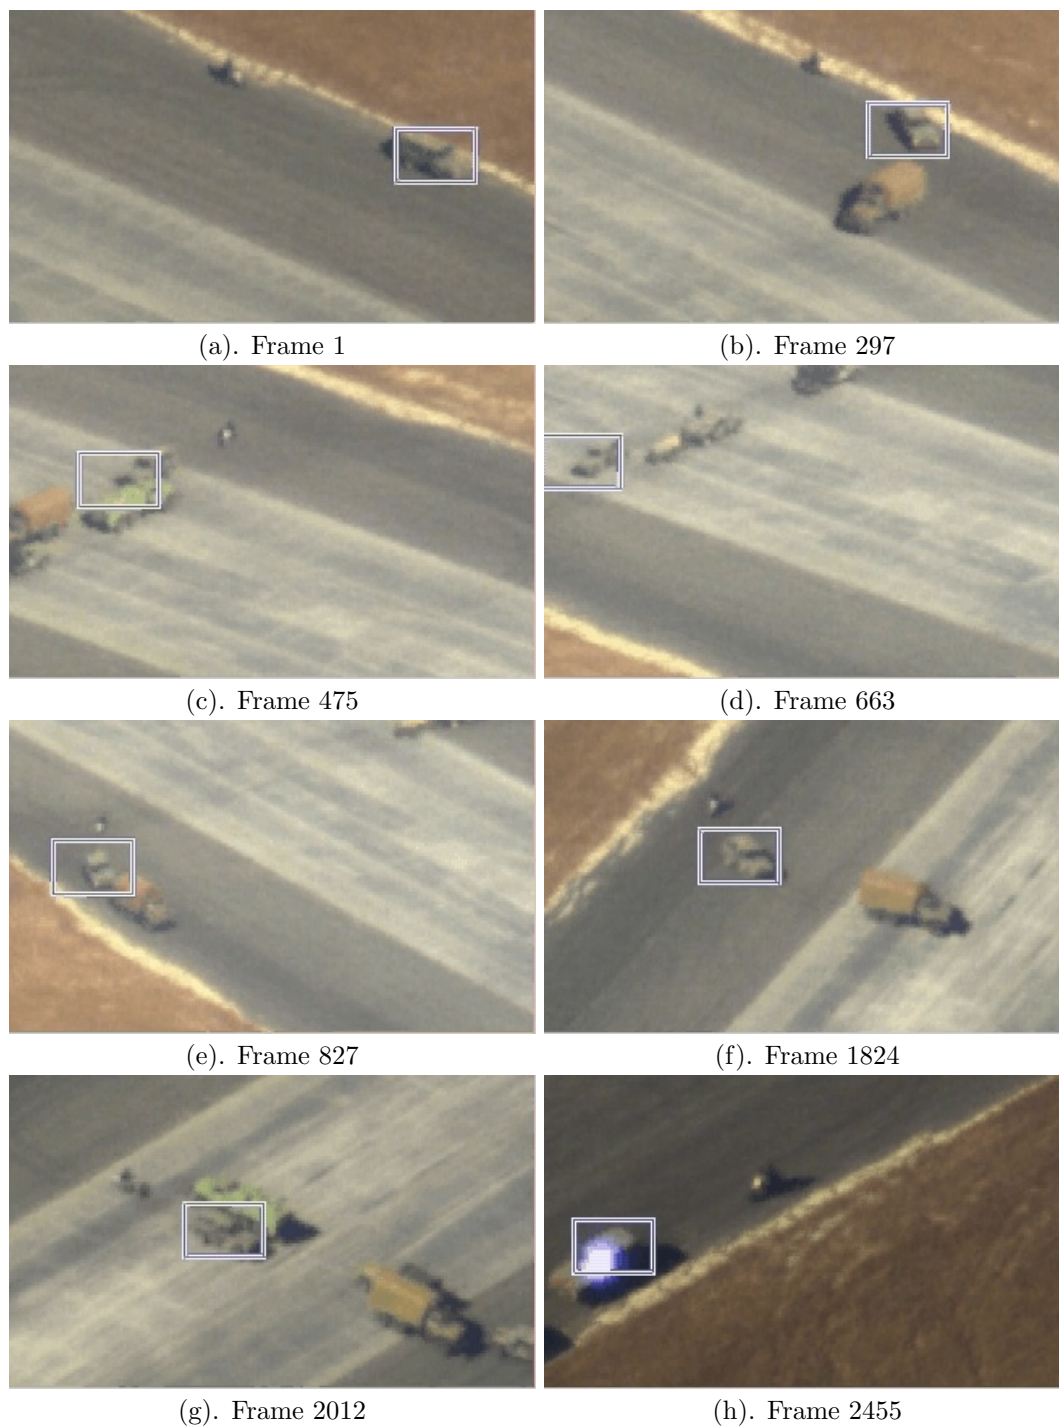 (a). Frame 1
(b). Frame 297
(c). Frame 475
(d). Frame 663
(e). Frame 827
(f). Frame 1824
(g). Frame 2012
(h). Frame 2455